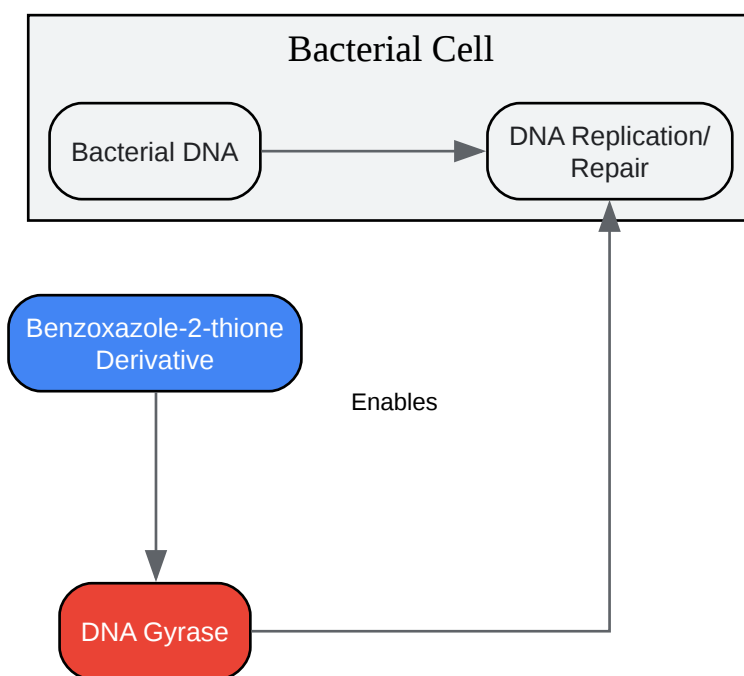 Bacterial Cell
Bacterial DNA
DNA Replication/
Repair
Benzoxazole-2-thione
Derivative
Enables
DNA Gyrase